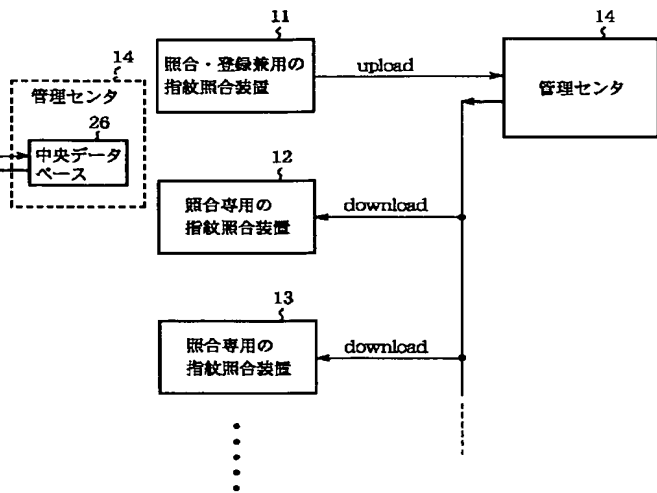 14
管理センタ
26
中央データ
ベース
11
照合・登録兼用の
指紋照合装置
upload
14
管理センタ
12
照合専用の
指紋照合装置
download
13
照合専用の
指紋照合装置
download